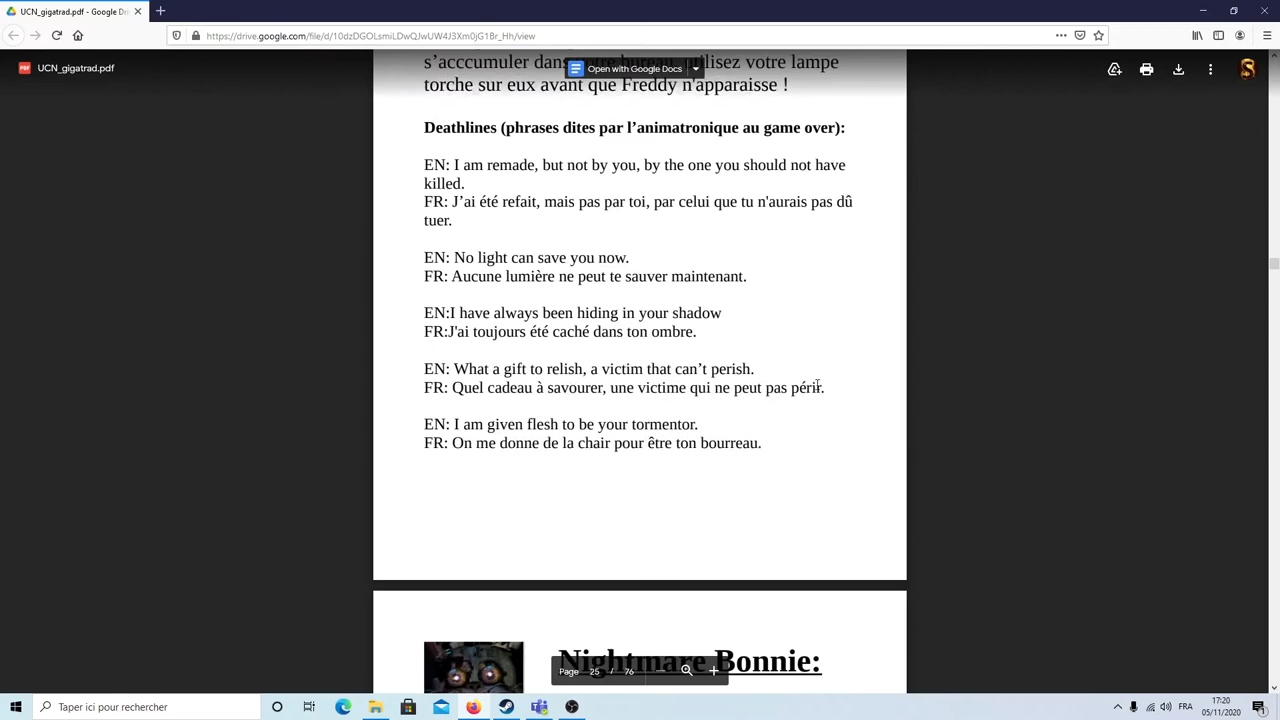 UCN_gigatrad.pdf - Google Dri
https://drive.google.com/file/d/10dzDGOLsmiLDwQJwUW4J3Xm0jG1Br_Hh/view
UCN_gigatrad.pdf
Open with Google Docs
s’acccumuler dans votre bureau, utilisez votre lampe
torche sur eux avant que Freddy n'apparaisse !
Deathlines (phrases dites par l’animatronique au game over):
EN: I am remade, but not by you, by the one you should not have
killed.
FR: J’ai été refait, mais pas par toi, par celui que tu n'aurais pas dû
tuer.
EN: No light can save you now.
FR: Aucune lumière ne peut te sauver maintenant.
EN:I have always been hiding in your shadow
FR:J'ai toujours été caché dans ton ombre.
EN: What a gift to relish, a victim that can’t perish.
FR: Quel cadeau à savourer, une victime qui ne peut pas périr.
EN: I am given flesh to be your tormentor.
FR: On me donne de la chair pour être ton bourreau.
Nightmare Bonnie:
Page 25 / 76
Taper ici pour rechercher
FRA
17:20
05/11/2020